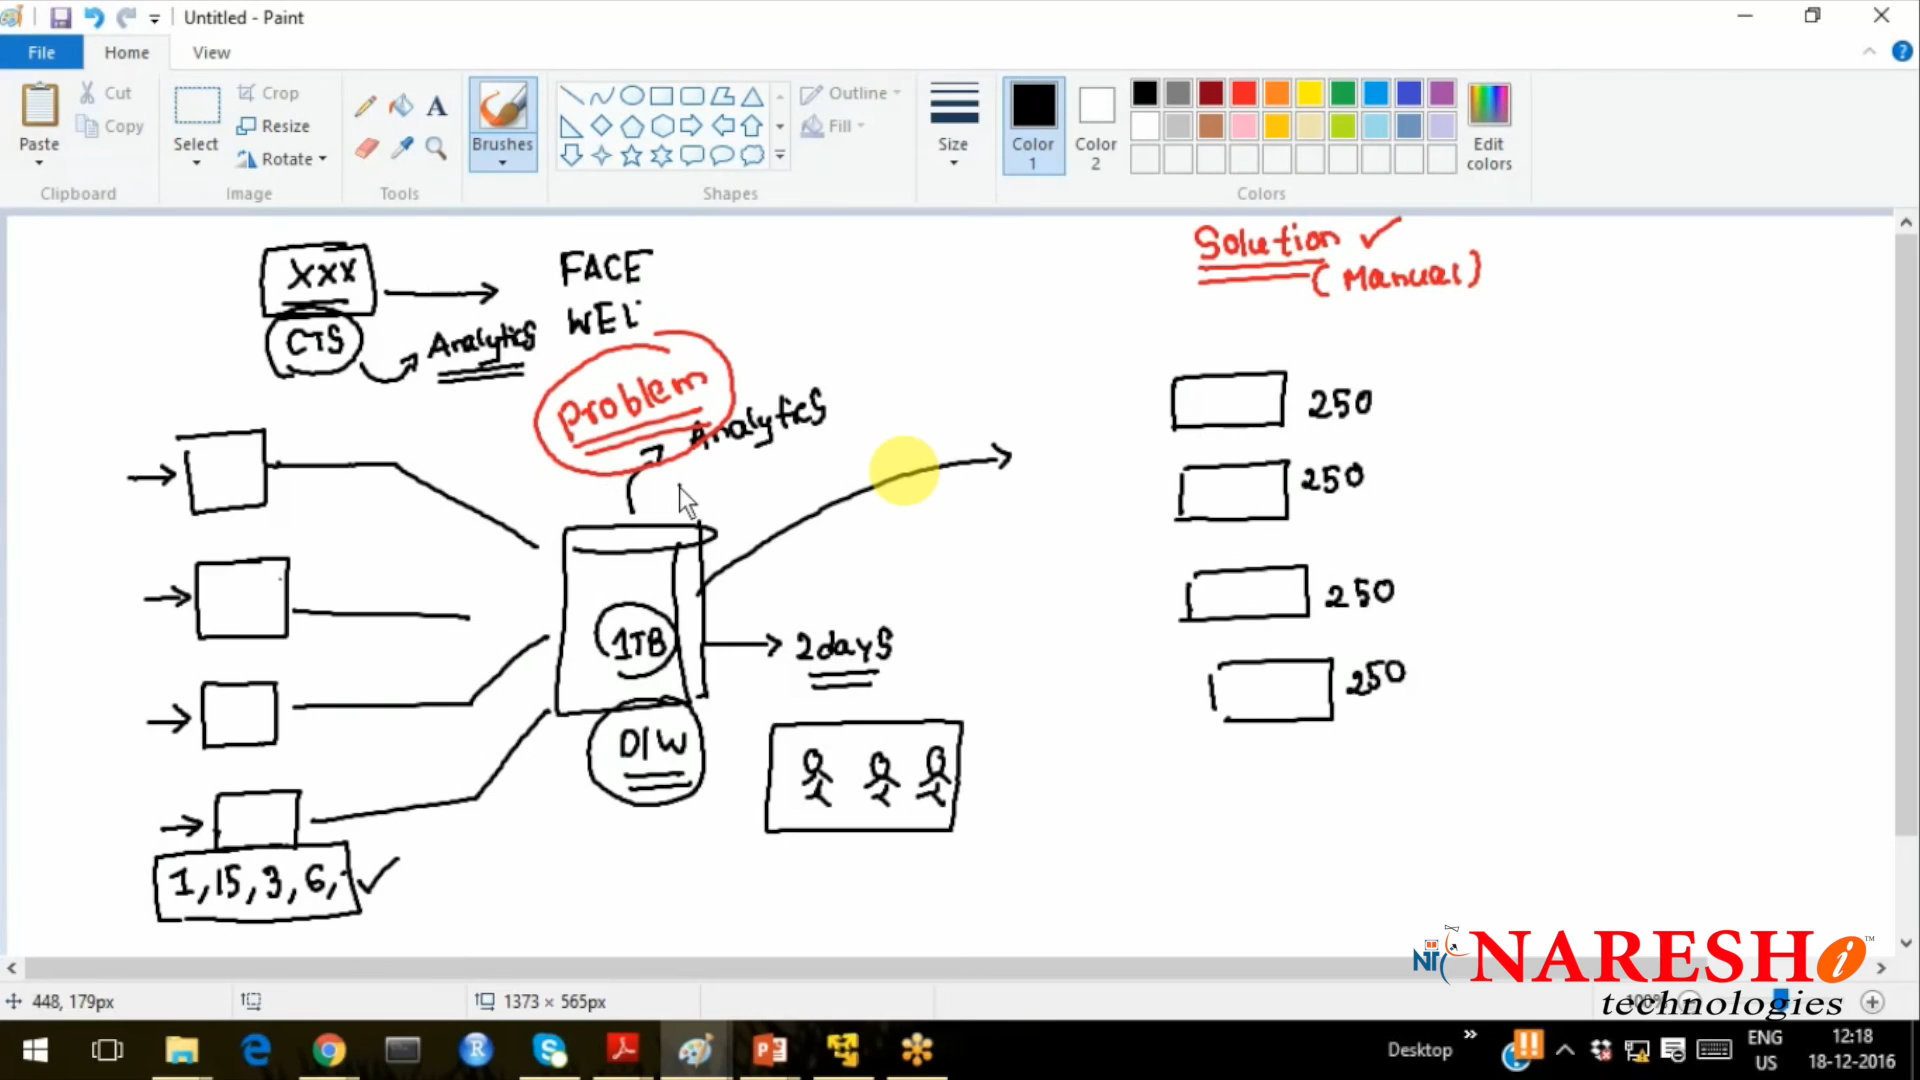 Untitled - Paint
File Home View
Paste
Cut
Copy
Clipboard
Select
Crop
Resize
Rotate
Image
Tools
Brushes
Shapes
Outline
Fill
Size
Color 1
Color 2
Edit colors
Colors
XXX
FACE
CTS
Analytics
Problem
Analytics
Solution
(Manual)
250
250
250
250
1TB
2days
D/W
1,15,3,6,
NARESH i ™
technologies
448, 179px
1373 × 565px
Desktop
ENG
US
12:18
18-12-2016